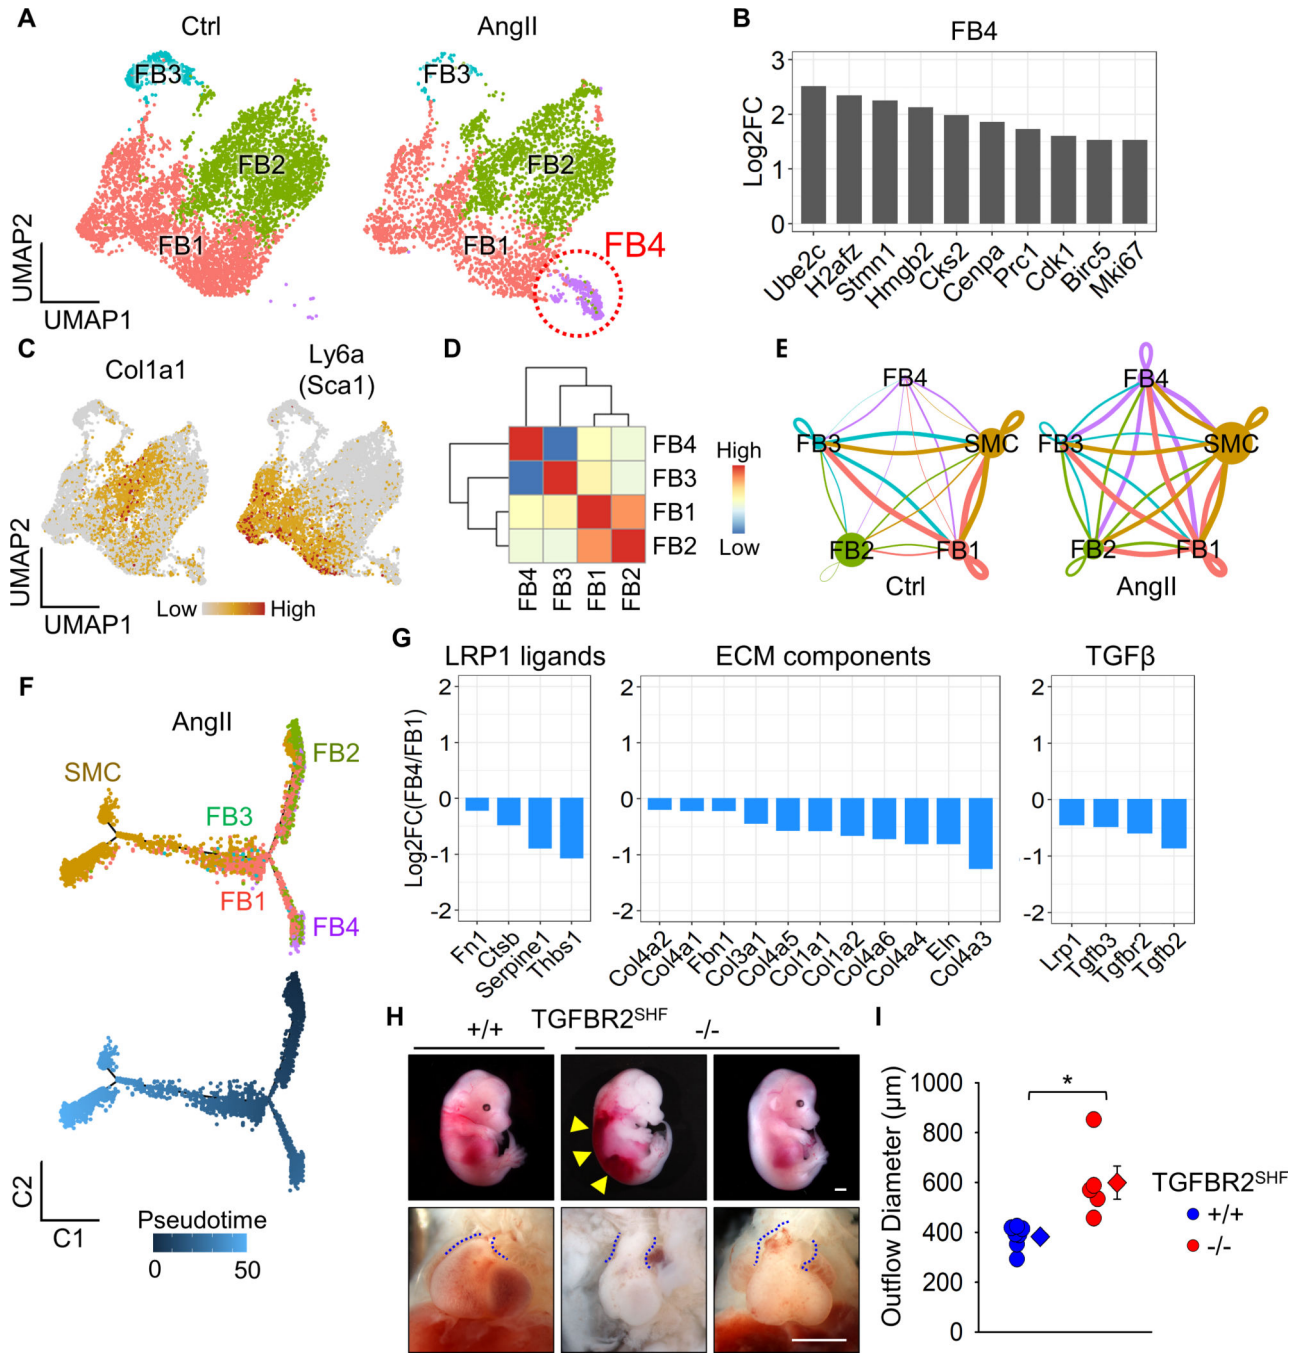 A
Ctrl
AngII
FB3
FB2
FB1
FB3
FB2
FB1
FB4
UMAP2
UMAP1
B
FB4
Log2FC
3
2
1
0
Ube2c
H2afz
Stmn1
Hmgb2
Cks2
Cenpa
Prc1
Cdk1
Birc5
Mki67
C
Col1a1
Ly6a
(Sca1)
UMAP2
UMAP1
Low
High
D
FB4
FB3
FB1
FB2
FB4
FB3
FB1
FB2
High
Low
E
FB4
FB3
SMC
FB2
FB1
Ctrl
FB4
FB3
SMC
FB2
FB1
AngII
F
AngII
SMC
FB2
FB3
FB1
FB4
C2
C1
Pseudotime
0
50
G
LRP1 ligands
ECM components
TGFβ
Log2FC(FB4/FB1)
2
1
0
-1
-2
Fn1
Ctsb
Serpine1
Thbs1
2
1
0
-1
-2
Col4a2
Col4a1
Fbn1
Col3a1
Col4a5
Col1a1
Col1a2
Col4a6
Col4a4
Eln
Col4a3
2
1
0
-1
-2
Lrp1
Tgfb3
Tgfbr2
Tgfb2
H
TGFBR2SHF
+/+
-/-
I
Outflow Diameter (μm)
1000
800
600
400
200
0
*
TGFBR2SHF
+/+
-/-